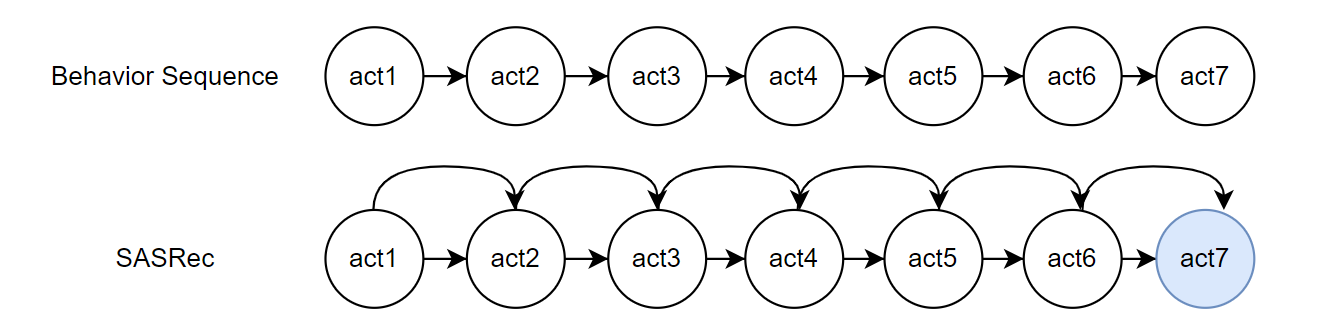 Behavior Sequence act1 act2 act3 act4 act5 act6 act7
SASRec act1 act2 act3 act4 act5 act6 act7